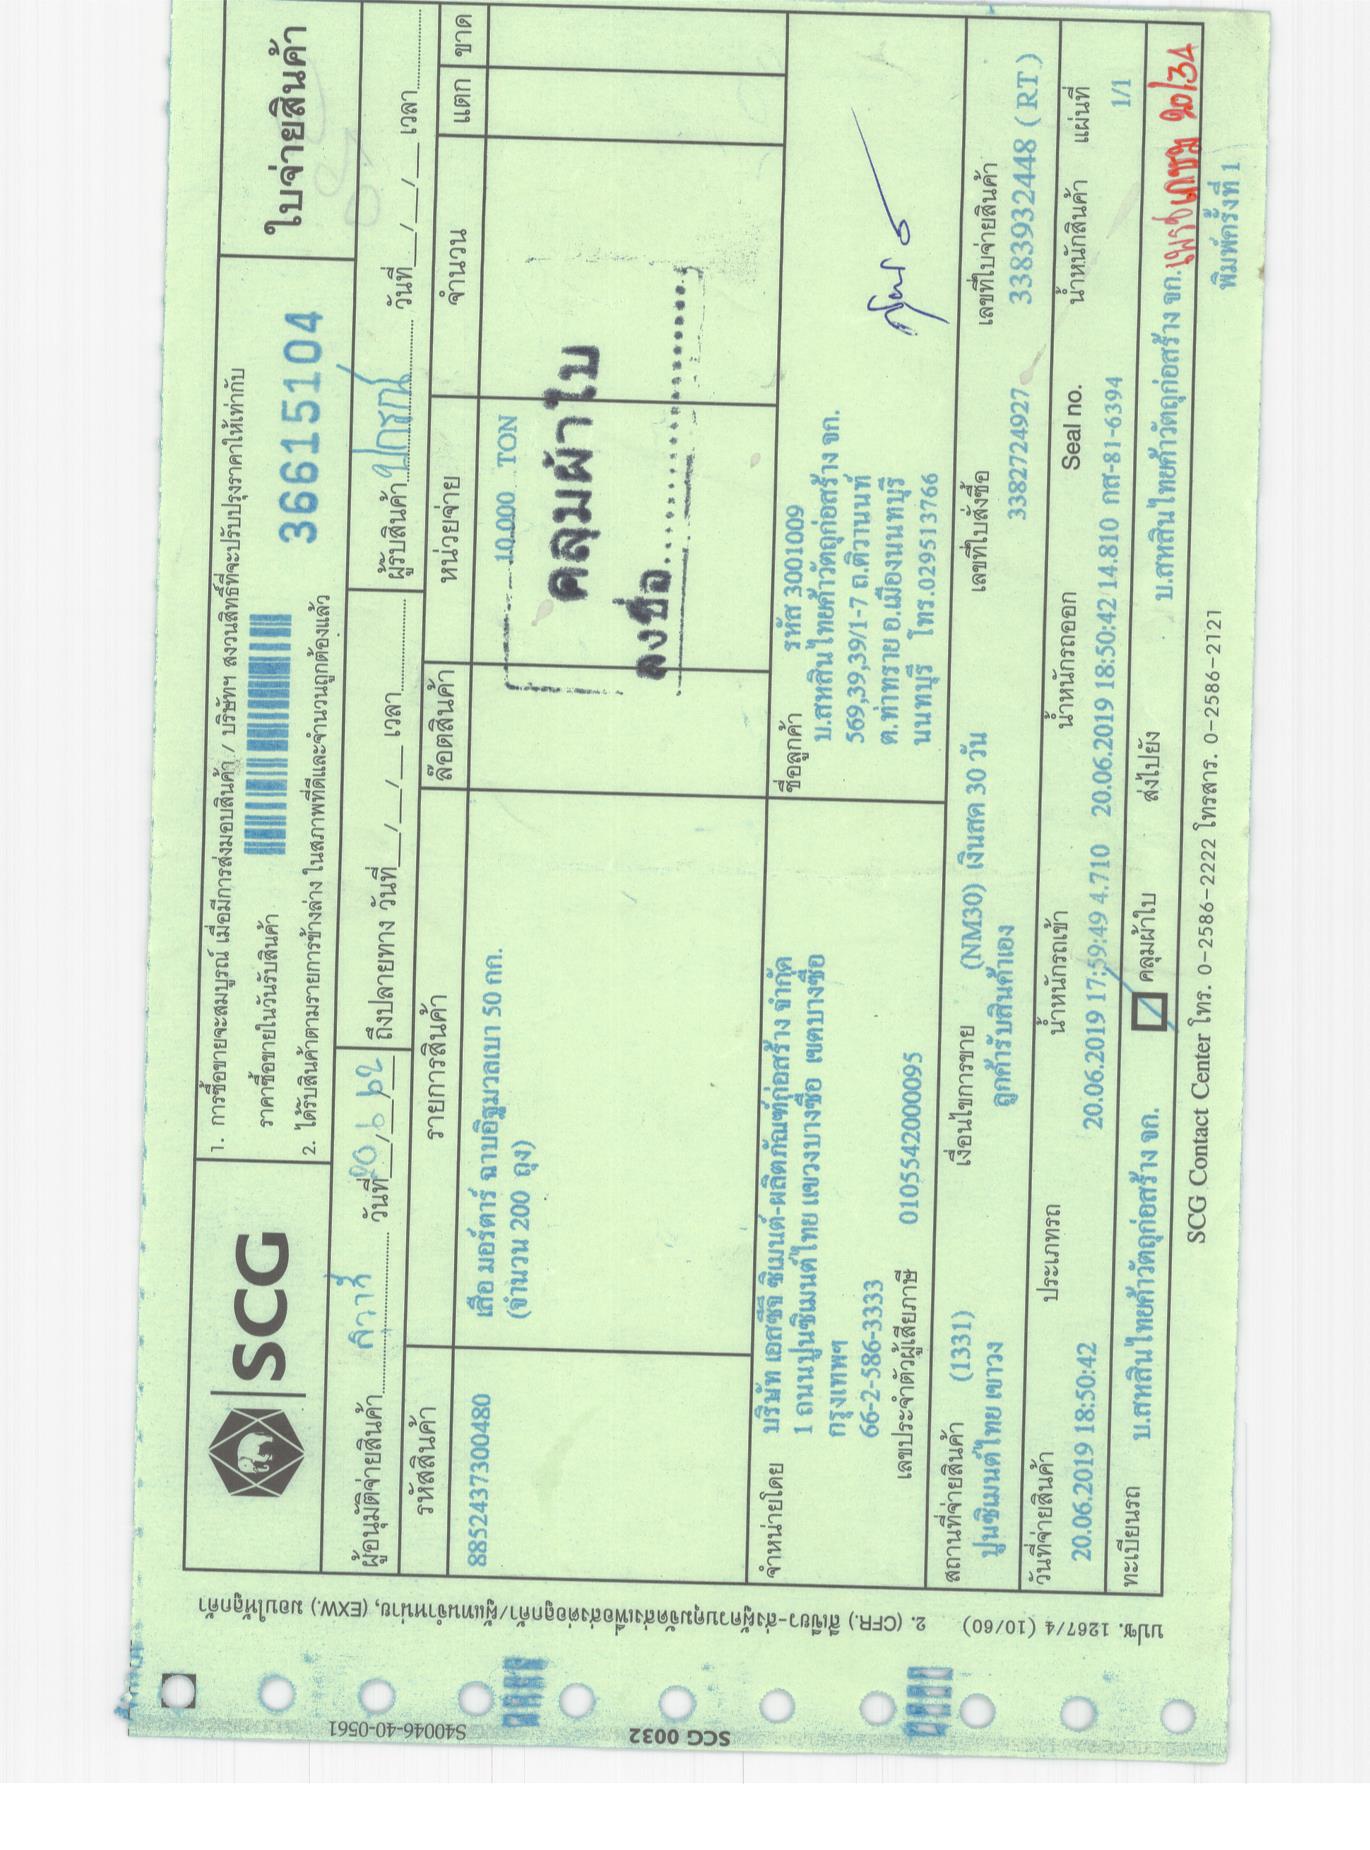 SCG
1. การซื้อขายจะสมบูรณ์ เมื่อมีการส่งมอบสินค้า / บริษัทฯ สงวนสิทธิ์ที่จะปรับปรุงราคาให้เท่ากับ
ราคาซื้อขายในวันรับสินค้า
2. ได้รับสินค้าตามรายการข้างล่าง ในสภาพที่ดีและจำนวนถูกต้องแล้ว
36615104
ใบจ่ายสินค้า
ผู้อนุมัติจ่ายสินค้า วันที่ 20/6/62 ถึงปลายทาง วันที่ __/__/__ เวลา ผู้รับสินค้า ปกรณ์ วันที่ __/__/__ เวลา
รหัสสินค้า รายการสินค้า ล๊อตสินค้า หน่วยจ่าย จำนวน แตก ขาด
8852437300480 เสือ มอร์ตาร์ ฉาบอิฐมวลเบา 50 กก. 10.000 TON
(จำนวน 200 ถุง)
คลุมผ้าใบ
ลงชื่อ
จำหน่ายโดย บริษัท เอสซีจี ซิเมนต์-ผลิตภัณฑ์ก่อสร้าง จำกัด
1 ถนนปูนซิเมนต์ไทย แขวงบางซื่อ เขตบางซื่อ
กรุงเทพฯ
66-2-586-3333
เลขประจำตัวผู้เสียภาษี 0105542000095
ชื่อลูกค้า รหัส 3001009
บ.สหสินไทยค้าวัตถุก่อสร้าง จก.
569,39,39/1-7 ถ.ติวานนท์
ต.ท่าทราย อ.เมืองนนทบุรี
นนทบุรี โทร.029513766
สถานที่จ่ายสินค้า (1331) เงื่อนไขการขาย (NM30) เงินสด 30 วัน เลขที่ใบสั่งซื้อ เลขที่ใบจ่ายสินค้า
ปูนซิเมนต์ไทย เขาวง ลูกค้ารับสินค้าเอง 3382724927 3383932448 ( RT )
วันที่จ่ายสินค้า ประเภทรถ น้ำหนักรถเข้า น้ำหนักรถออก Seal no. น้ำหนักสินค้า แผ่นที่
20.06.2019 18:50:42 20.06.2019 17:59:49 4.710 20.06.2019 18:50:42 14.810 กส-81-6394 1/1
ทะเบียนรถ บ.สหสินไทยค้าวัตถุก่อสร้าง จก. คลุมผ้าใบ ส่งไปยัง บ.สหสินไทยค้าวัตถุก่อสร้าง จก. เพชรเกษม 20/34
SCG Contact Center โทร. 0-2586-2222 โทรสาร. 0-2586-2121
พิมพ์ครั้งที่ 1
S40046-40-0561
SCG 0032
บปซ. 1267/4 (10/60) 2. (CFR.) สีเขียว-ส่งผู้ควบคุมจัดส่งเพื่อส่งต่อลูกค้า/ผู้แทนจำหน่าย, (EXW.) มอบให้ลูกค้า